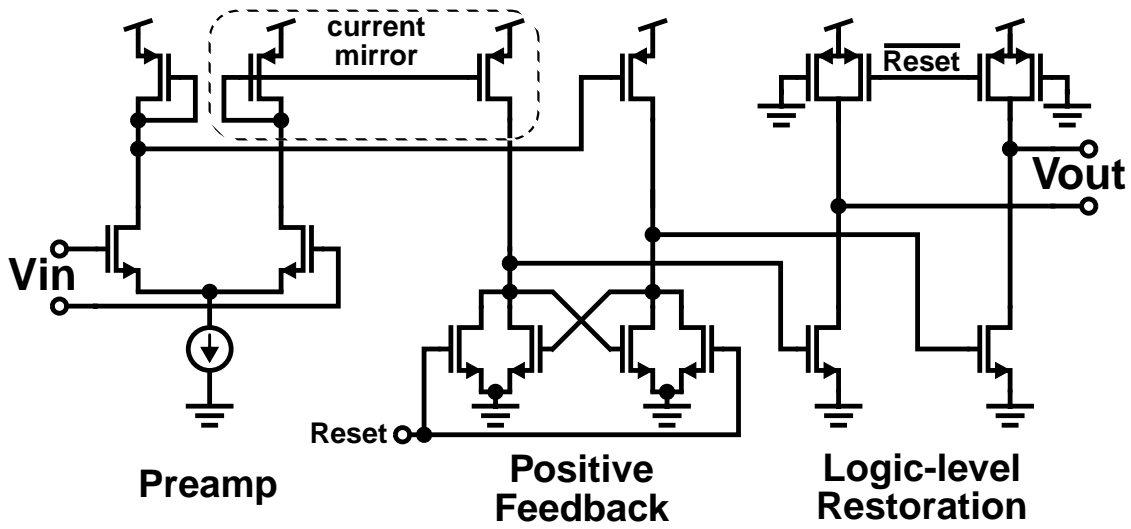 current
mirror
Reset
Vin
Vout
Reset
Preamp
Positive
Feedback
Logic-level
Restoration